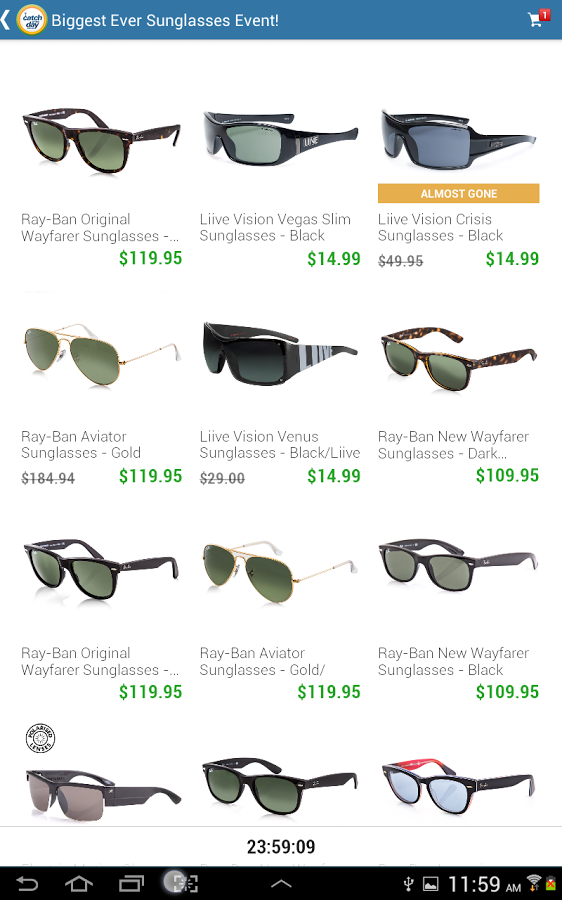 catch
of the
day
Biggest Ever Sunglasses Event!
1
ALMOST GONE
Ray-Ban Original
Wayfarer Sunglasses -...
$119.95
Liive Vision Vegas Slim
Sunglasses - Black
$14.99
Liive Vision Crisis
Sunglasses - Black
$49.95 $14.99
Ray-Ban Aviator
Sunglasses - Gold
$184.94 $119.95
Liive Vision Venus
Sunglasses - Black/Liive
$29.00 $14.99
Ray-Ban New Wayfarer
Sunglasses - Dark...
$109.95
Ray-Ban Original
Wayfarer Sunglasses -...
$119.95
Ray-Ban Aviator
Sunglasses - Gold/
$119.95
Ray-Ban New Wayfarer
Sunglasses - Black
$109.95
POLARISED
LENSES
23:59:09
11:59 AM